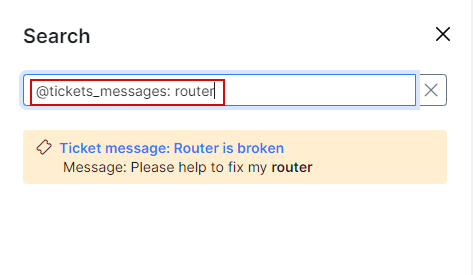 Search
@tickets_messages: router
Ticket message: Router is broken
Message: Please help to fix my router